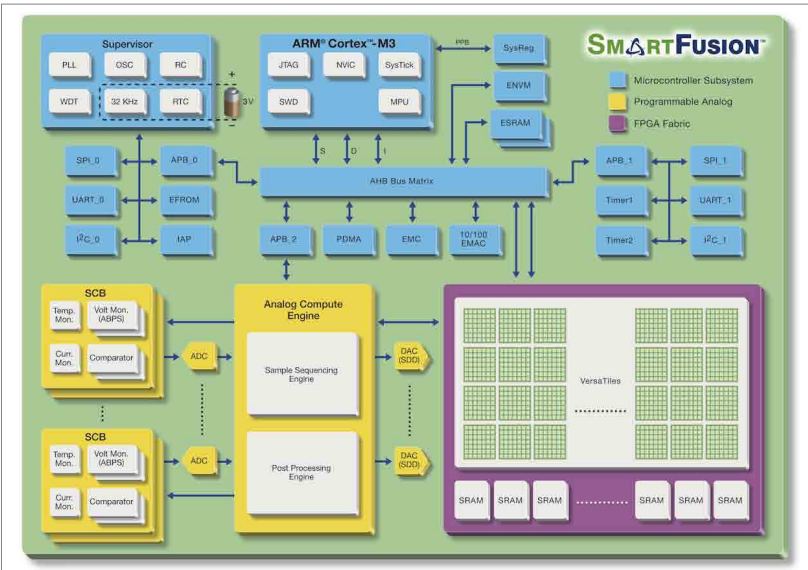 Supervisor
PLL
OSC
RC
WDT
32 KHz
RTC
+
3V
–
ARM® Cortex™-M3
JTAG
NVIC
SysTick
SWD
MPU
PPB
SysReg
ENVM
ESRAM
SMARTFUSION™
Microcontroller Subsystem
Programmable Analog
FPGA Fabric
S
D
I
SPI_0
APB_0
UART_0
EFROM
I²C_0
IAP
AHB Bus Matrix
APB_1
SPI_1
Timer1
UART_1
Timer2
I²C_1
APB_2
PDMA
EMC
10/100
EMAC
SCB
Temp.
Mon.
Volt Mon.
(ABPS)
Curr.
Mon.
Comparator
ADC
Analog Compute
Engine
Sample Sequencing
Engine
DAC
(SDD)
SCB
Temp.
Mon.
Volt Mon.
(ABPS)
Curr.
Mon.
Comparator
ADC
Post Processing
Engine
DAC
(SDD)
VersaTiles
SRAM
SRAM
SRAM
SRAM
SRAM
SRAM